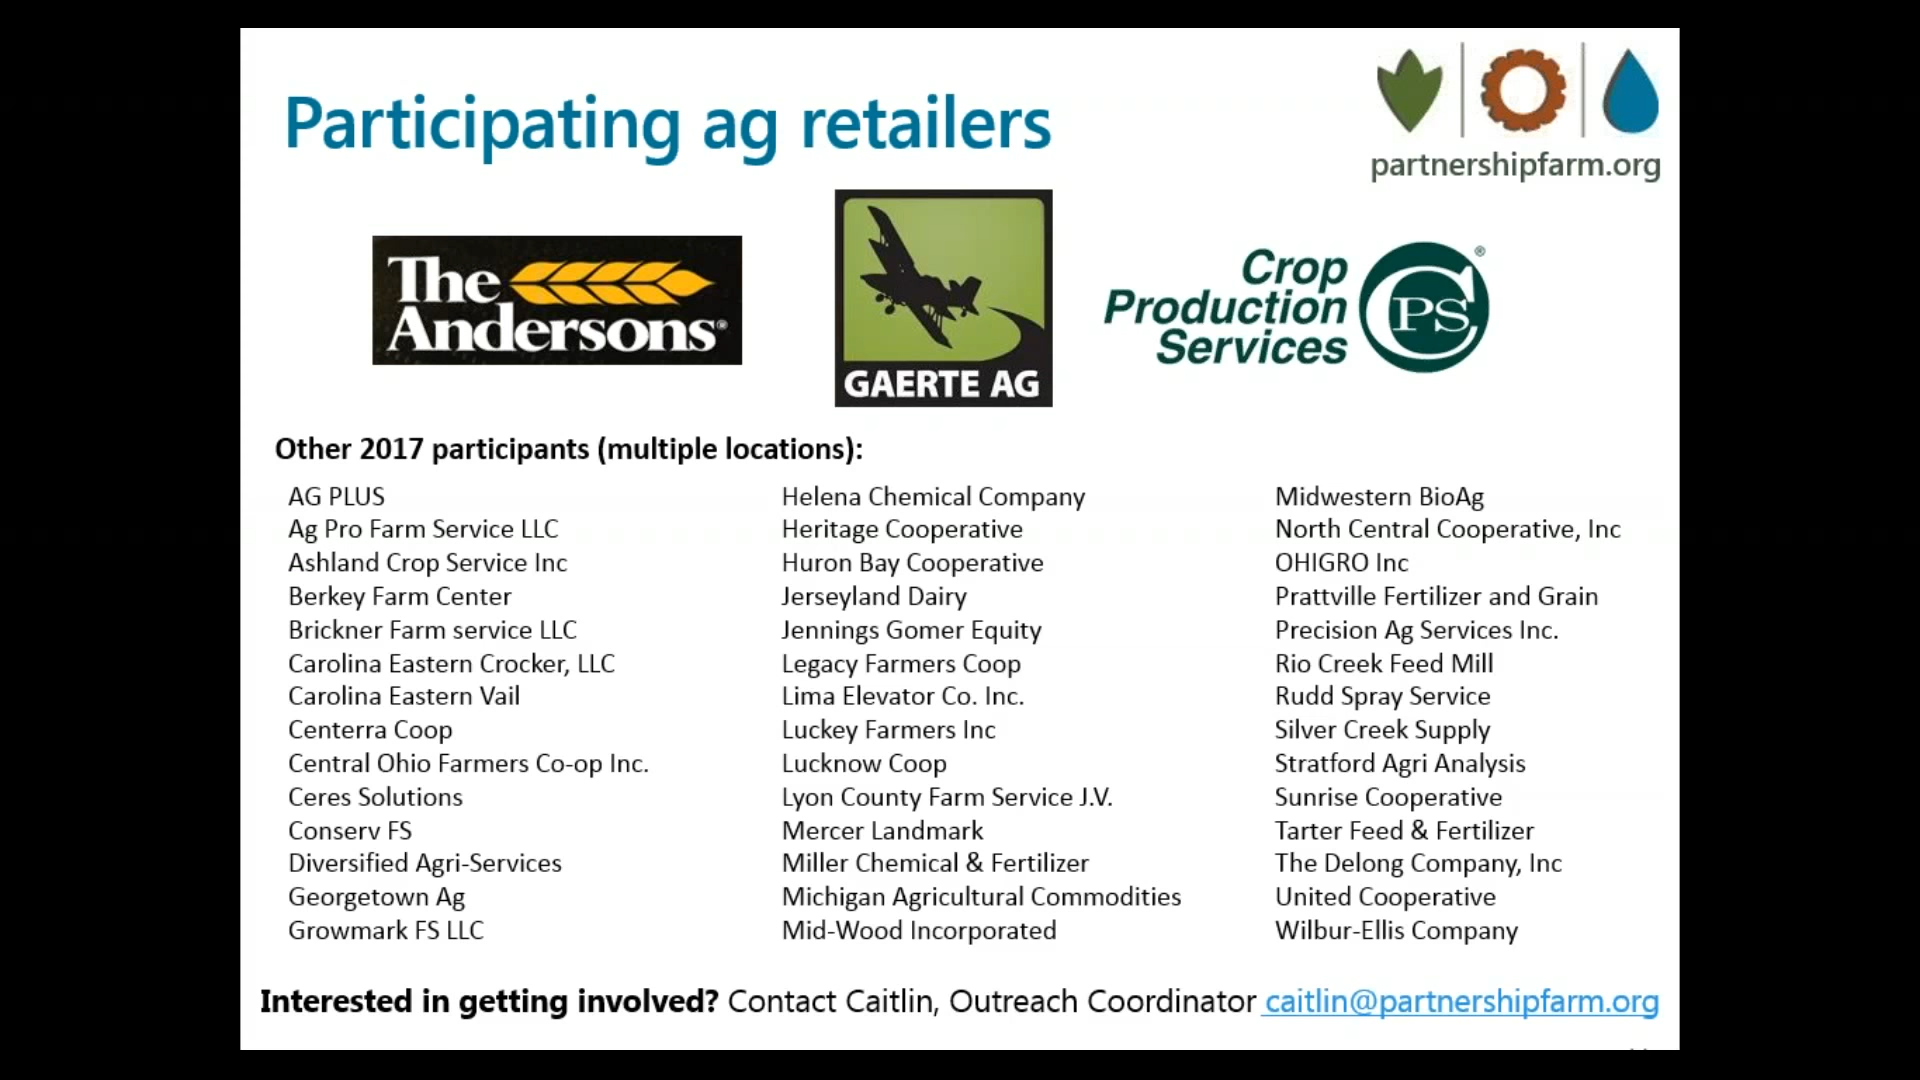 Participating ag retailers
partnershipfarm.org
The
Andersons®
GAERTE AG
Crop
Production
Services
CPS®
Other 2017 participants (multiple locations):
AG PLUS
Ag Pro Farm Service LLC
Ashland Crop Service Inc
Berkey Farm Center
Brickner Farm service LLC
Carolina Eastern Crocker, LLC
Carolina Eastern Vail
Centerra Coop
Central Ohio Farmers Co-op Inc.
Ceres Solutions
Conserv FS
Diversified Agri-Services
Georgetown Ag
Growmark FS LLC
Helena Chemical Company
Heritage Cooperative
Huron Bay Cooperative
Jerseyland Dairy
Jennings Gomer Equity
Legacy Farmers Coop
Lima Elevator Co. Inc.
Luckey Farmers Inc
Lucknow Coop
Lyon County Farm Service J.V.
Mercer Landmark
Miller Chemical & Fertilizer
Michigan Agricultural Commodities
Mid-Wood Incorporated
Midwestern BioAg
North Central Cooperative, Inc
OHIGRO Inc
Prattville Fertilizer and Grain
Precision Ag Services Inc.
Rio Creek Feed Mill
Rudd Spray Service
Silver Creek Supply
Stratford Agri Analysis
Sunrise Cooperative
Tarter Feed & Fertilizer
The Delong Company, Inc
United Cooperative
Wilbur-Ellis Company
Interested in getting involved? Contact Caitlin, Outreach Coordinator caitlin@partnershipfarm.org